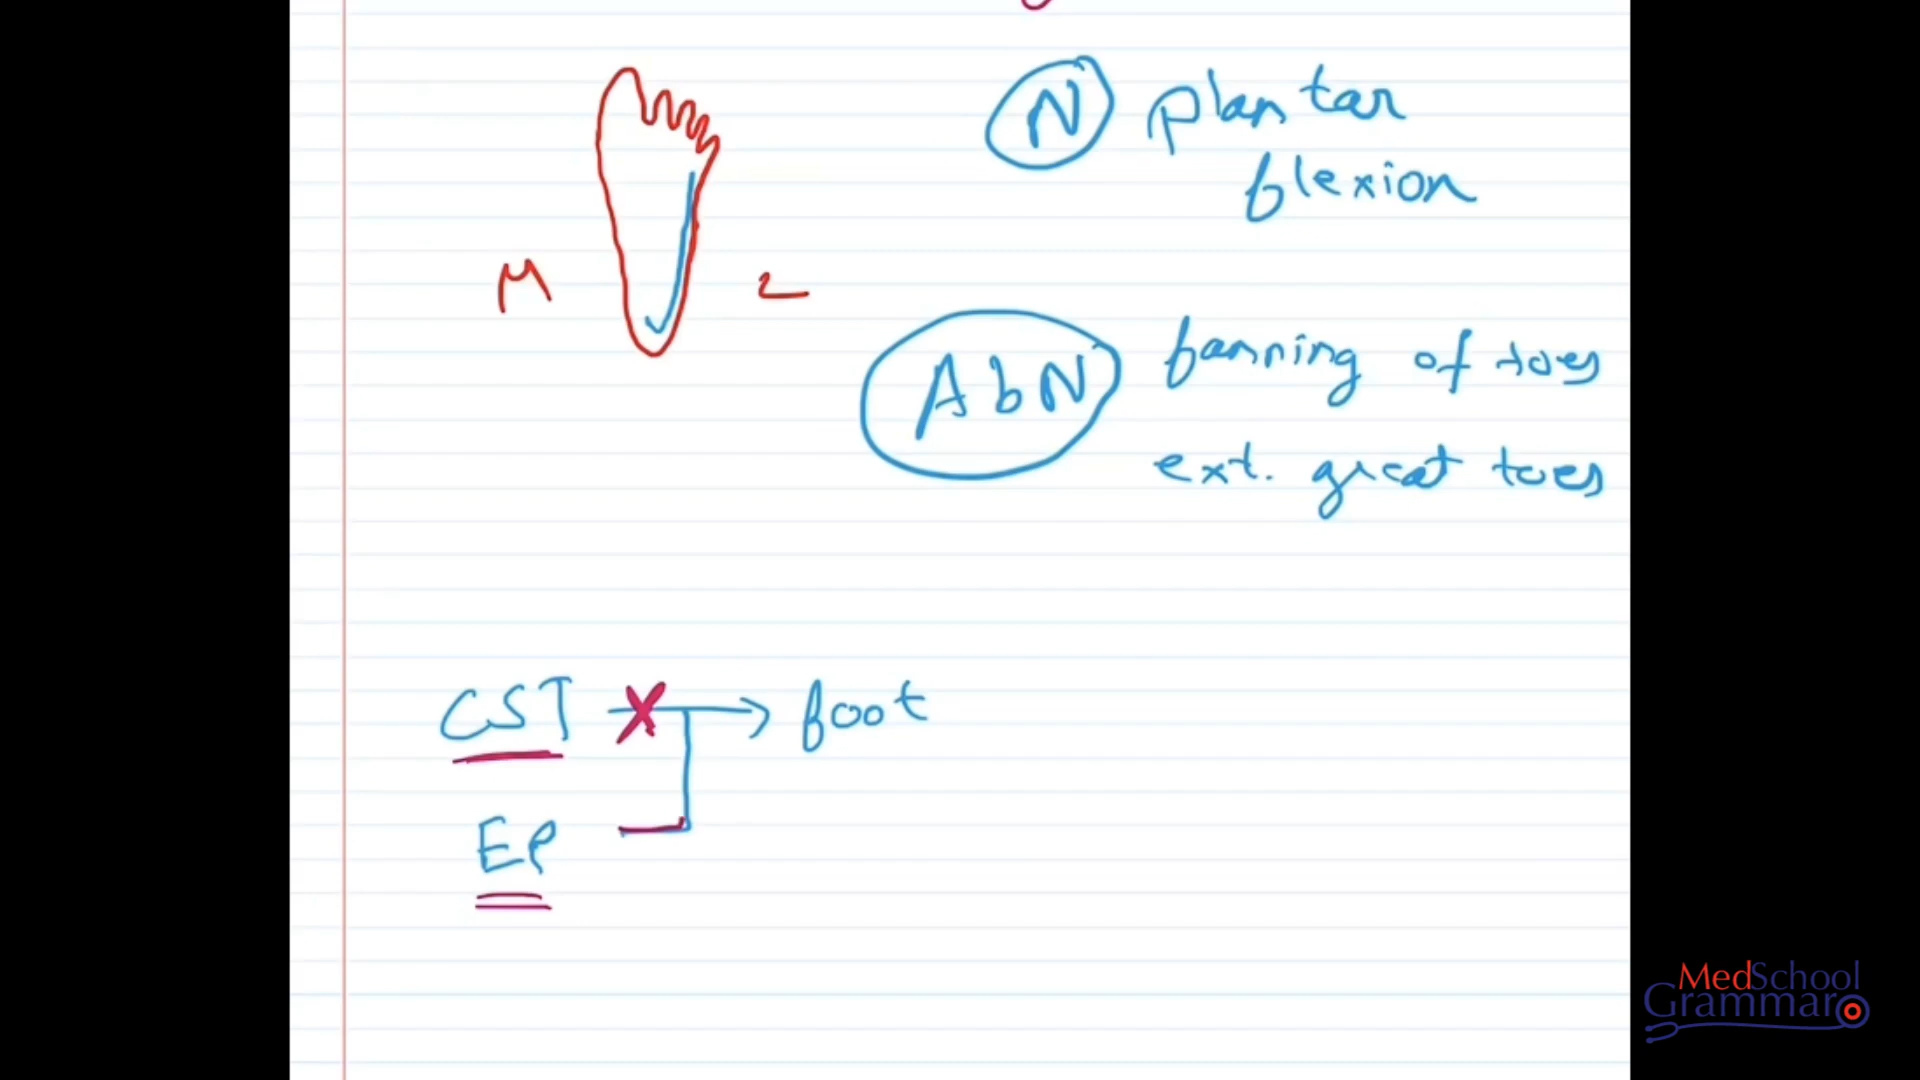 N plantar
flexion
M L
AbN fanning of toes
ext. great toes
CST X → foot
EP
MedSchool
Grammar